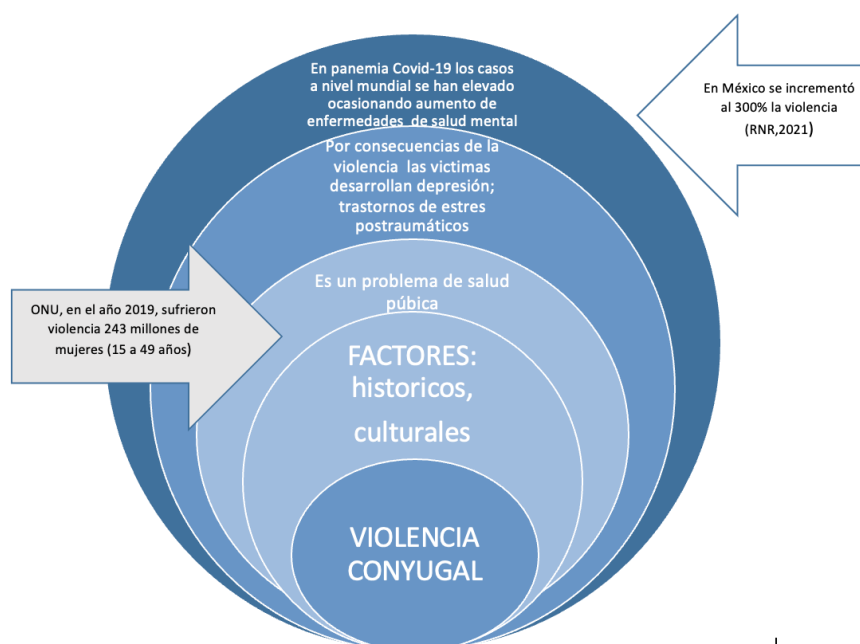 En panemia Covid-19 los casos
a nivel mundial se han elevado
ocasionando aumento de
enfermedades de salud mental
En México se incrementó
al 300% la violencia
(RNR,2021)
Por consecuencias de la
violencia las victimas
desarrollan depresión;
trastornos de estres
postraumáticos
Es un problema de salud
púbica
ONU, en el año 2019, sufrieron
violencia 243 millones de
mujeres (15 a 49 años)
FACTORES:
historicos,
culturales
VIOLENCIA
CONYUGAL